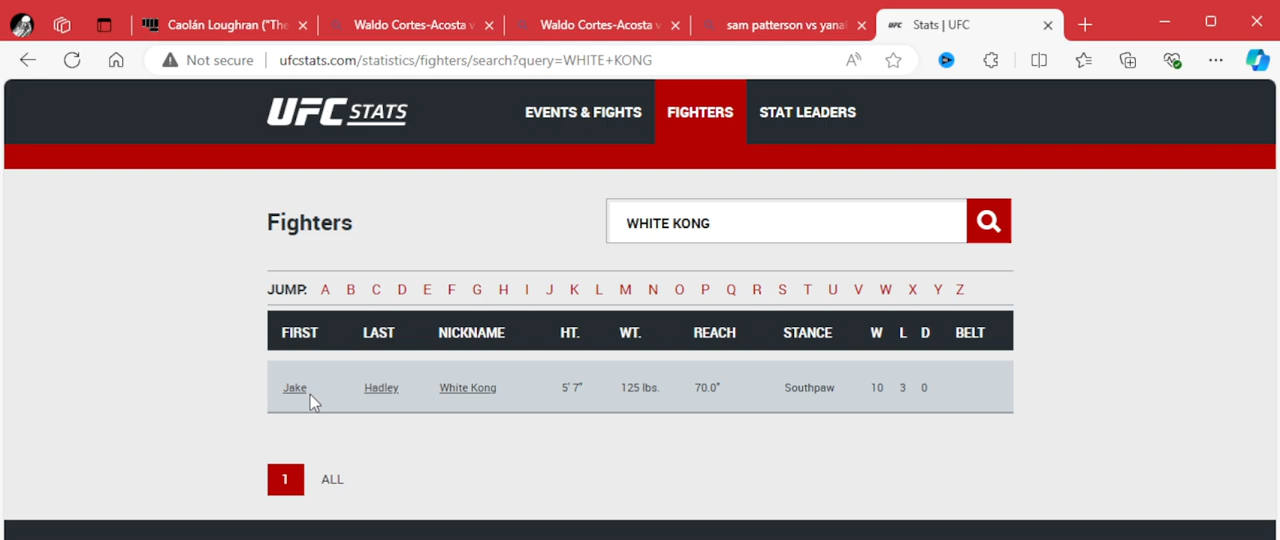 Caolán Loughran ("The
Waldo Cortes-Acosta v
Waldo Cortes-Acosta v
sam patterson vs yanal
UFC Stats | UFC
Not secure ufcstats.com/statistics/fighters/search?query=WHITE+KONG
UFC STATS EVENTS & FIGHTS FIGHTERS STAT LEADERS
Fighters WHITE KONG
JUMP: A B C D E F G H I J K L M N O P Q R S T U V W X Y Z
FIRST LAST NICKNAME HT. WT. REACH STANCE W L D BELT
Jake Hadley White Kong 5' 7" 125 lbs. 70.0" Southpaw 10 3 0
1 ALL